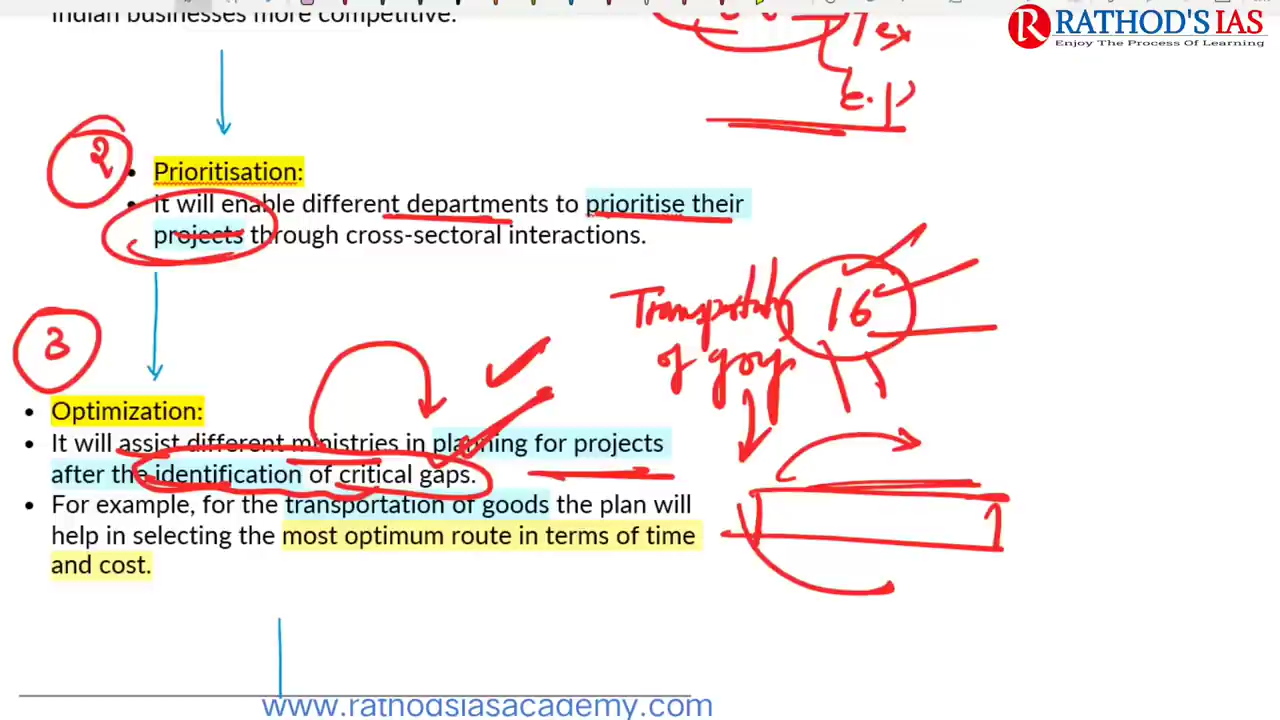 Indian businesses more competitive.
RATHOD'S IAS
Enjoy The Process Of Learning
R
ex
e.p
2
• Prioritisation:
• It will enable different departments to prioritise their
projects through cross-sectoral interactions.
Transportation
16
of
3
• Optimization:
• It will assist different ministries in planning for projects
after the identification of critical gaps.
• For example, for the transportation of goods the plan will
help in selecting the most optimum route in terms of time
and cost.
www.rathodsiasacademy.com